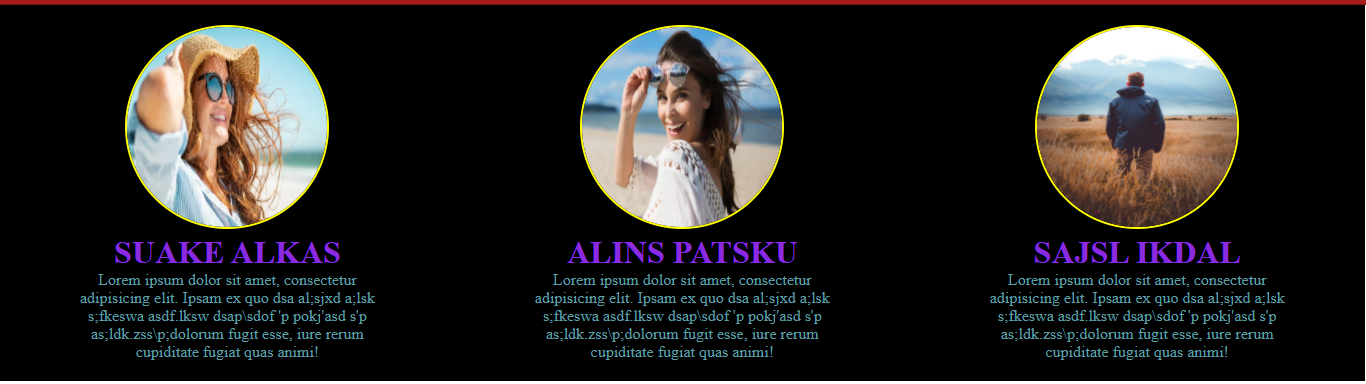 SUAKE ALKAS
Lorem ipsum dolor sit amet, consectetur
adipisicing elit. Ipsam ex quo dsa al;sjxd a;lsk
s;fkeswa asdf.lksw dsap\sdof 'p pokj'asd s'p
as;ldk.zss\p;dolorum fugit esse, iure rerum
cupiditate fugiat quas animi!
ALINS PATSKU
Lorem ipsum dolor sit amet, consectetur
adipisicing elit. Ipsam ex quo dsa al;sjxd a;lsk
s;fkeswa asdf.lksw dsap\sdof 'p pokj'asd s'p
as;ldk.zss\p;dolorum fugit esse, iure rerum
cupiditate fugiat quas animi!
SAJSL IKDAL
Lorem ipsum dolor sit amet, consectetur
adipisicing elit. Ipsam ex quo dsa al;sjxd a;lsk
s;fkeswa asdf.lksw dsap\sdof 'p pokj'asd s'p
as;ldk.zss\p;dolorum fugit esse, iure rerum
cupiditate fugiat quas animi!